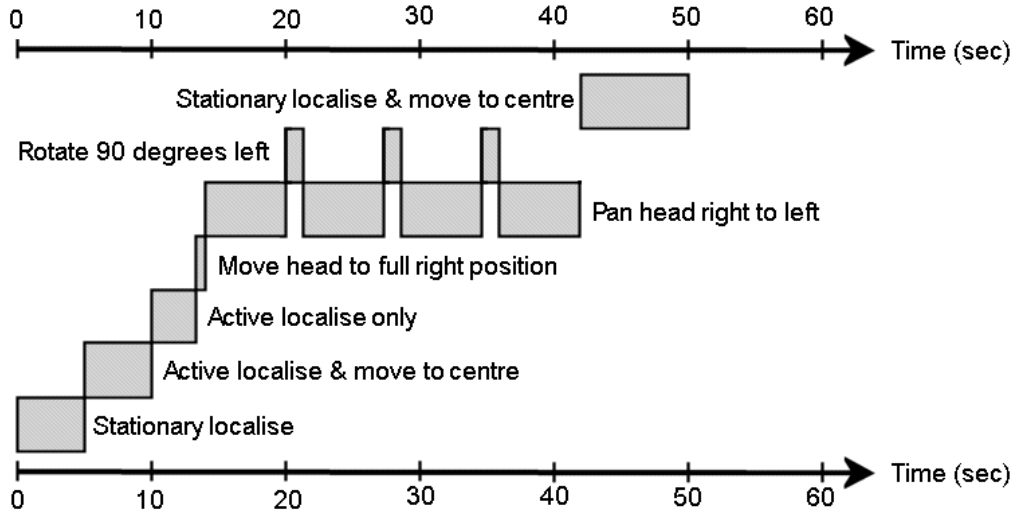 0 10 20 30 40 50 60
Time (sec)
Stationary localise & move to centre
Rotate 90 degrees left
Pan head right to left
Move head to full right position
Active localise only
Active localise & move to centre
Stationary localise
Time (sec)
0 10 20 30 40 50 60